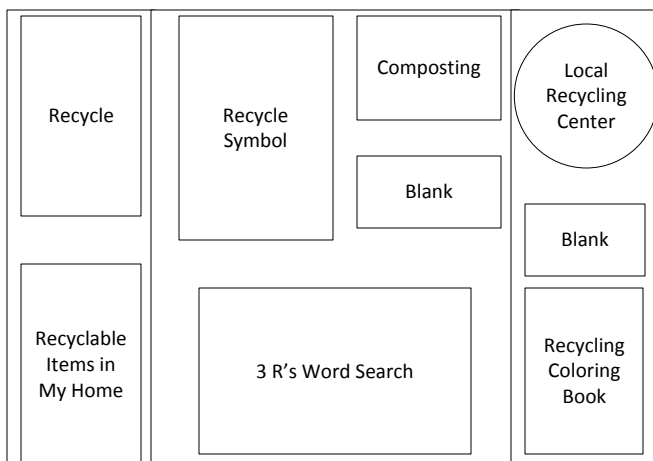 Recycle
Recyclable
Items in
My Home
Recycle
Symbol
Composting
Blank
3 R’s Word Search
Local
Recycling
Center
Blank
Recycling
Coloring
Book